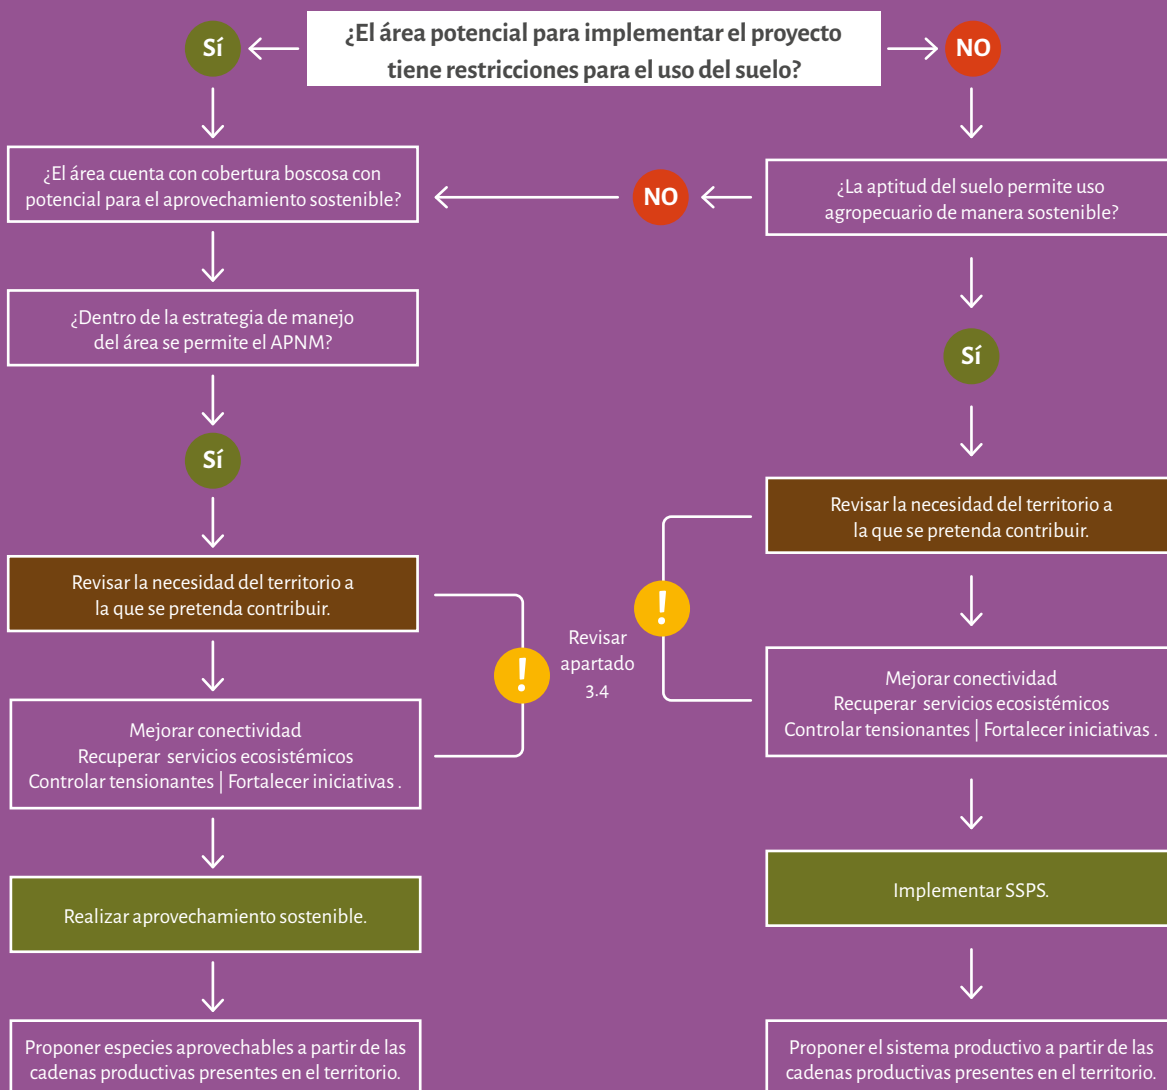 ¿El área potencial para implementar el proyecto
tiene restricciones para el uso del suelo?
Sí
NO
¿El área cuenta con cobertura boscosa con
potencial para el aprovechamiento sostenible?
NO
¿La aptitud del suelo permite uso
agropecuario de manera sostenible?
¿Dentro de la estrategia de manejo
del área se permite el APNM?
Sí
Sí
Revisar la necesidad del territorio a
la que se pretenda contribuir.
Revisar la necesidad del territorio a
la que se pretenda contribuir.
!
!
Revisar
apartado
3.4
Mejorar conectividad
Recuperar servicios ecosistémicos
Controlar tensionantes | Fortalecer iniciativas .
Mejorar conectividad
Recuperar servicios ecosistémicos
Controlar tensionantes | Fortalecer iniciativas .
Realizar aprovechamiento sostenible.
Implementar SSPS.
Proponer especies aprovechables a partir de las
cadenas productivas presentes en el territorio.
Proponer el sistema productivo a partir de las
cadenas productivas presentes en el territorio.